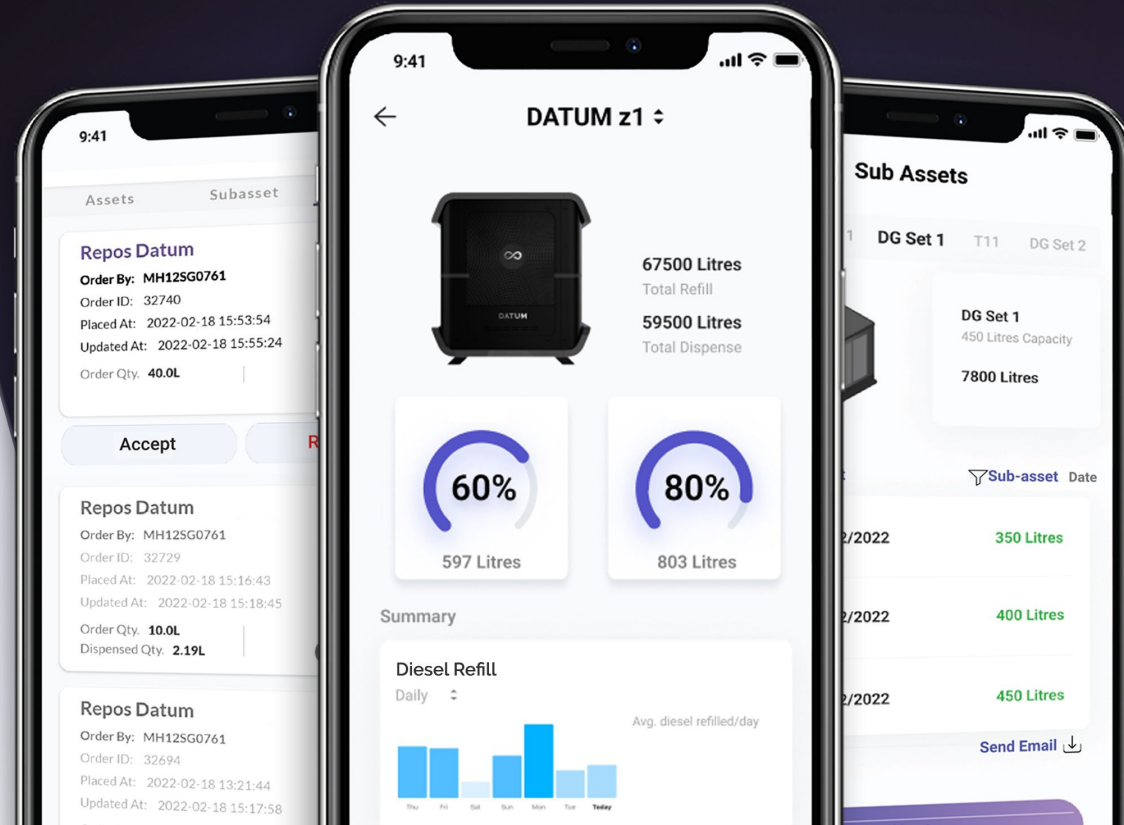 9:41
Assets Subasset
Repos Datum
Order By: MH12SG0761
Order ID: 32740
Placed At: 2022-02-18 15:53:54
Updated At: 2022-02-18 15:55:24
Order Qty. 40.0L
Accept
R
Repos Datum
Order By: MH12SG0761
Order ID: 32729
Placed At: 2022-02-18 15:16:43
Updated At: 2022-02-18 15:18:45
Order Qty. 10.0L
Dispensed Qty. 2.19L
Repos Datum
Order By: MH12SG0761
Order ID: 32694
Placed At: 2022-02-18 13:21:44
Updated At: 2022-02-18 15:17:58
9:41
DATUM z1
DATUM
67500 Litres
Total Refill
59500 Litres
Total Dispense
60%
597 Litres
80%
803 Litres
Summary
Diesel Refill
Daily
Avg. diesel refilled/day
Thu Fri Sat Sun Mon Tue Today
Sub Assets
1 DG Set 1 T11 DG Set 2
DG Set 1
450 Litres Capacity
7800 Litres
Sub-asset Date
2/2022 350 Litres
2/2022 400 Litres
2/2022 450 Litres
Send Email